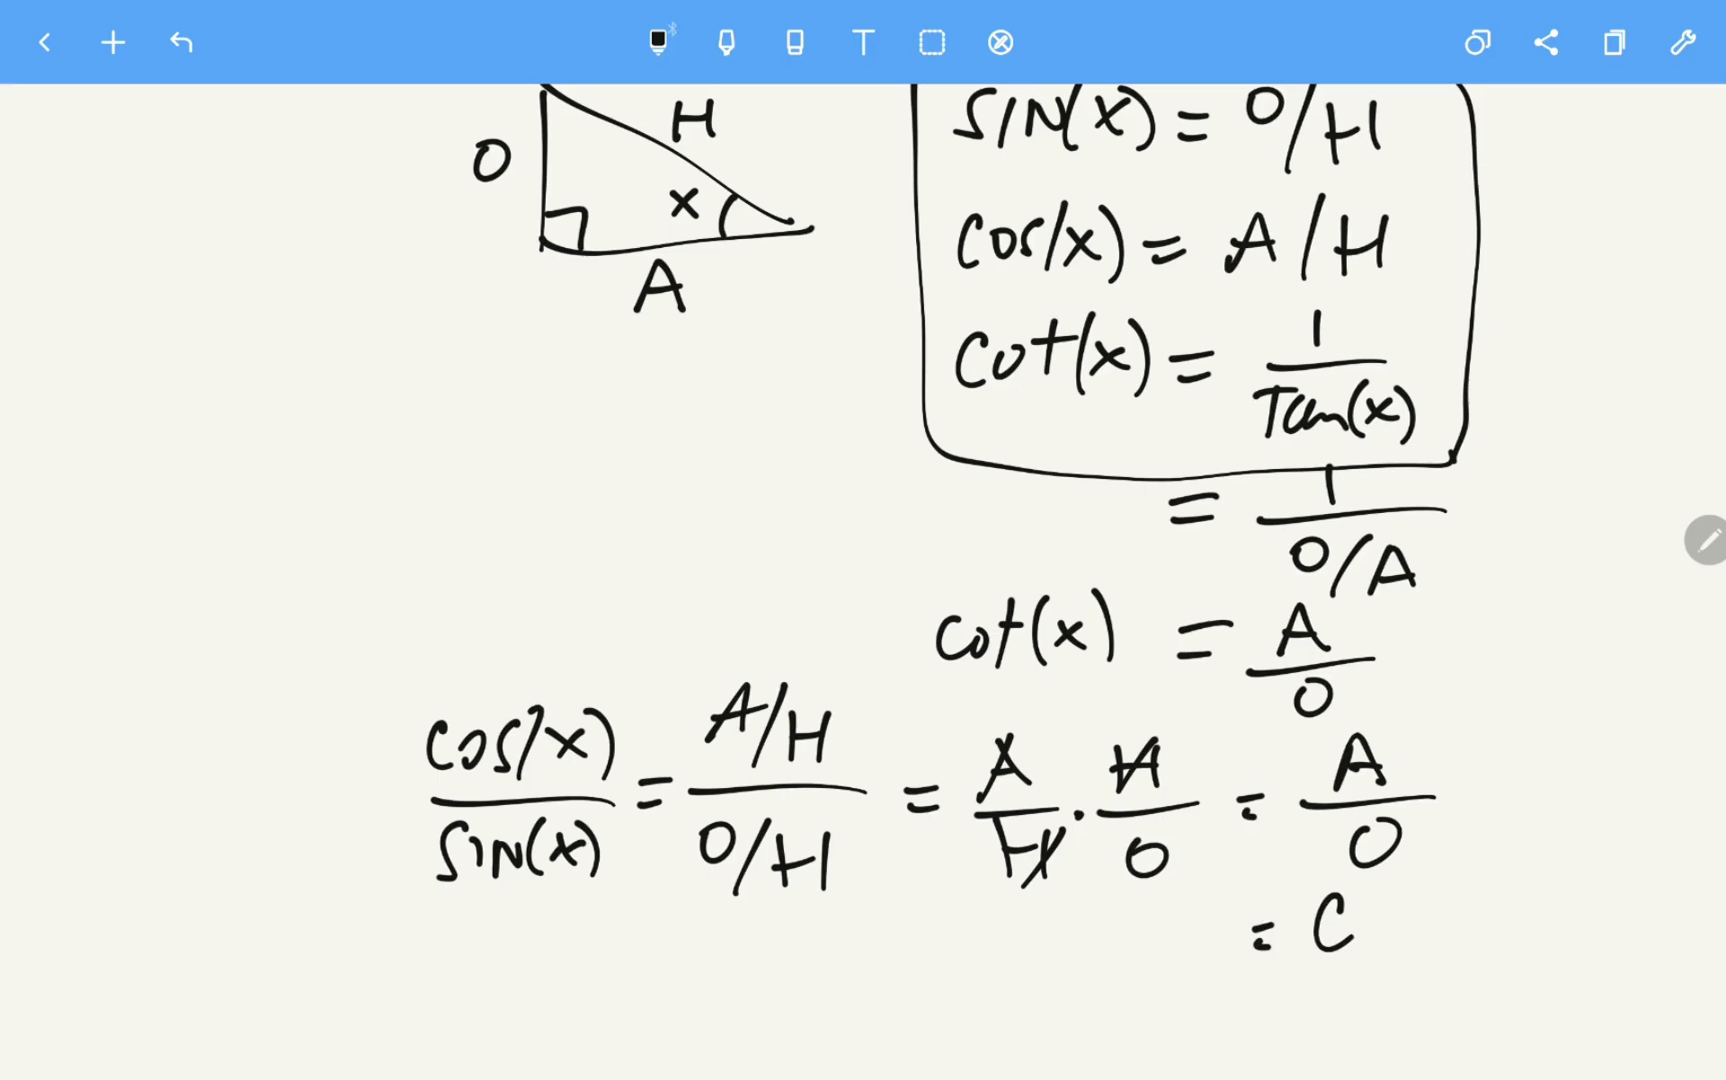 H
O
x
A
SIN(x) = O/H
COS(x) = A/H
Cot(x) = 1/Tan(x)
= 1/O/A
Cot(x) = A/O
COS(x)/SIN(x) = A/H/O/H = A/H · H/O = A/O
= C